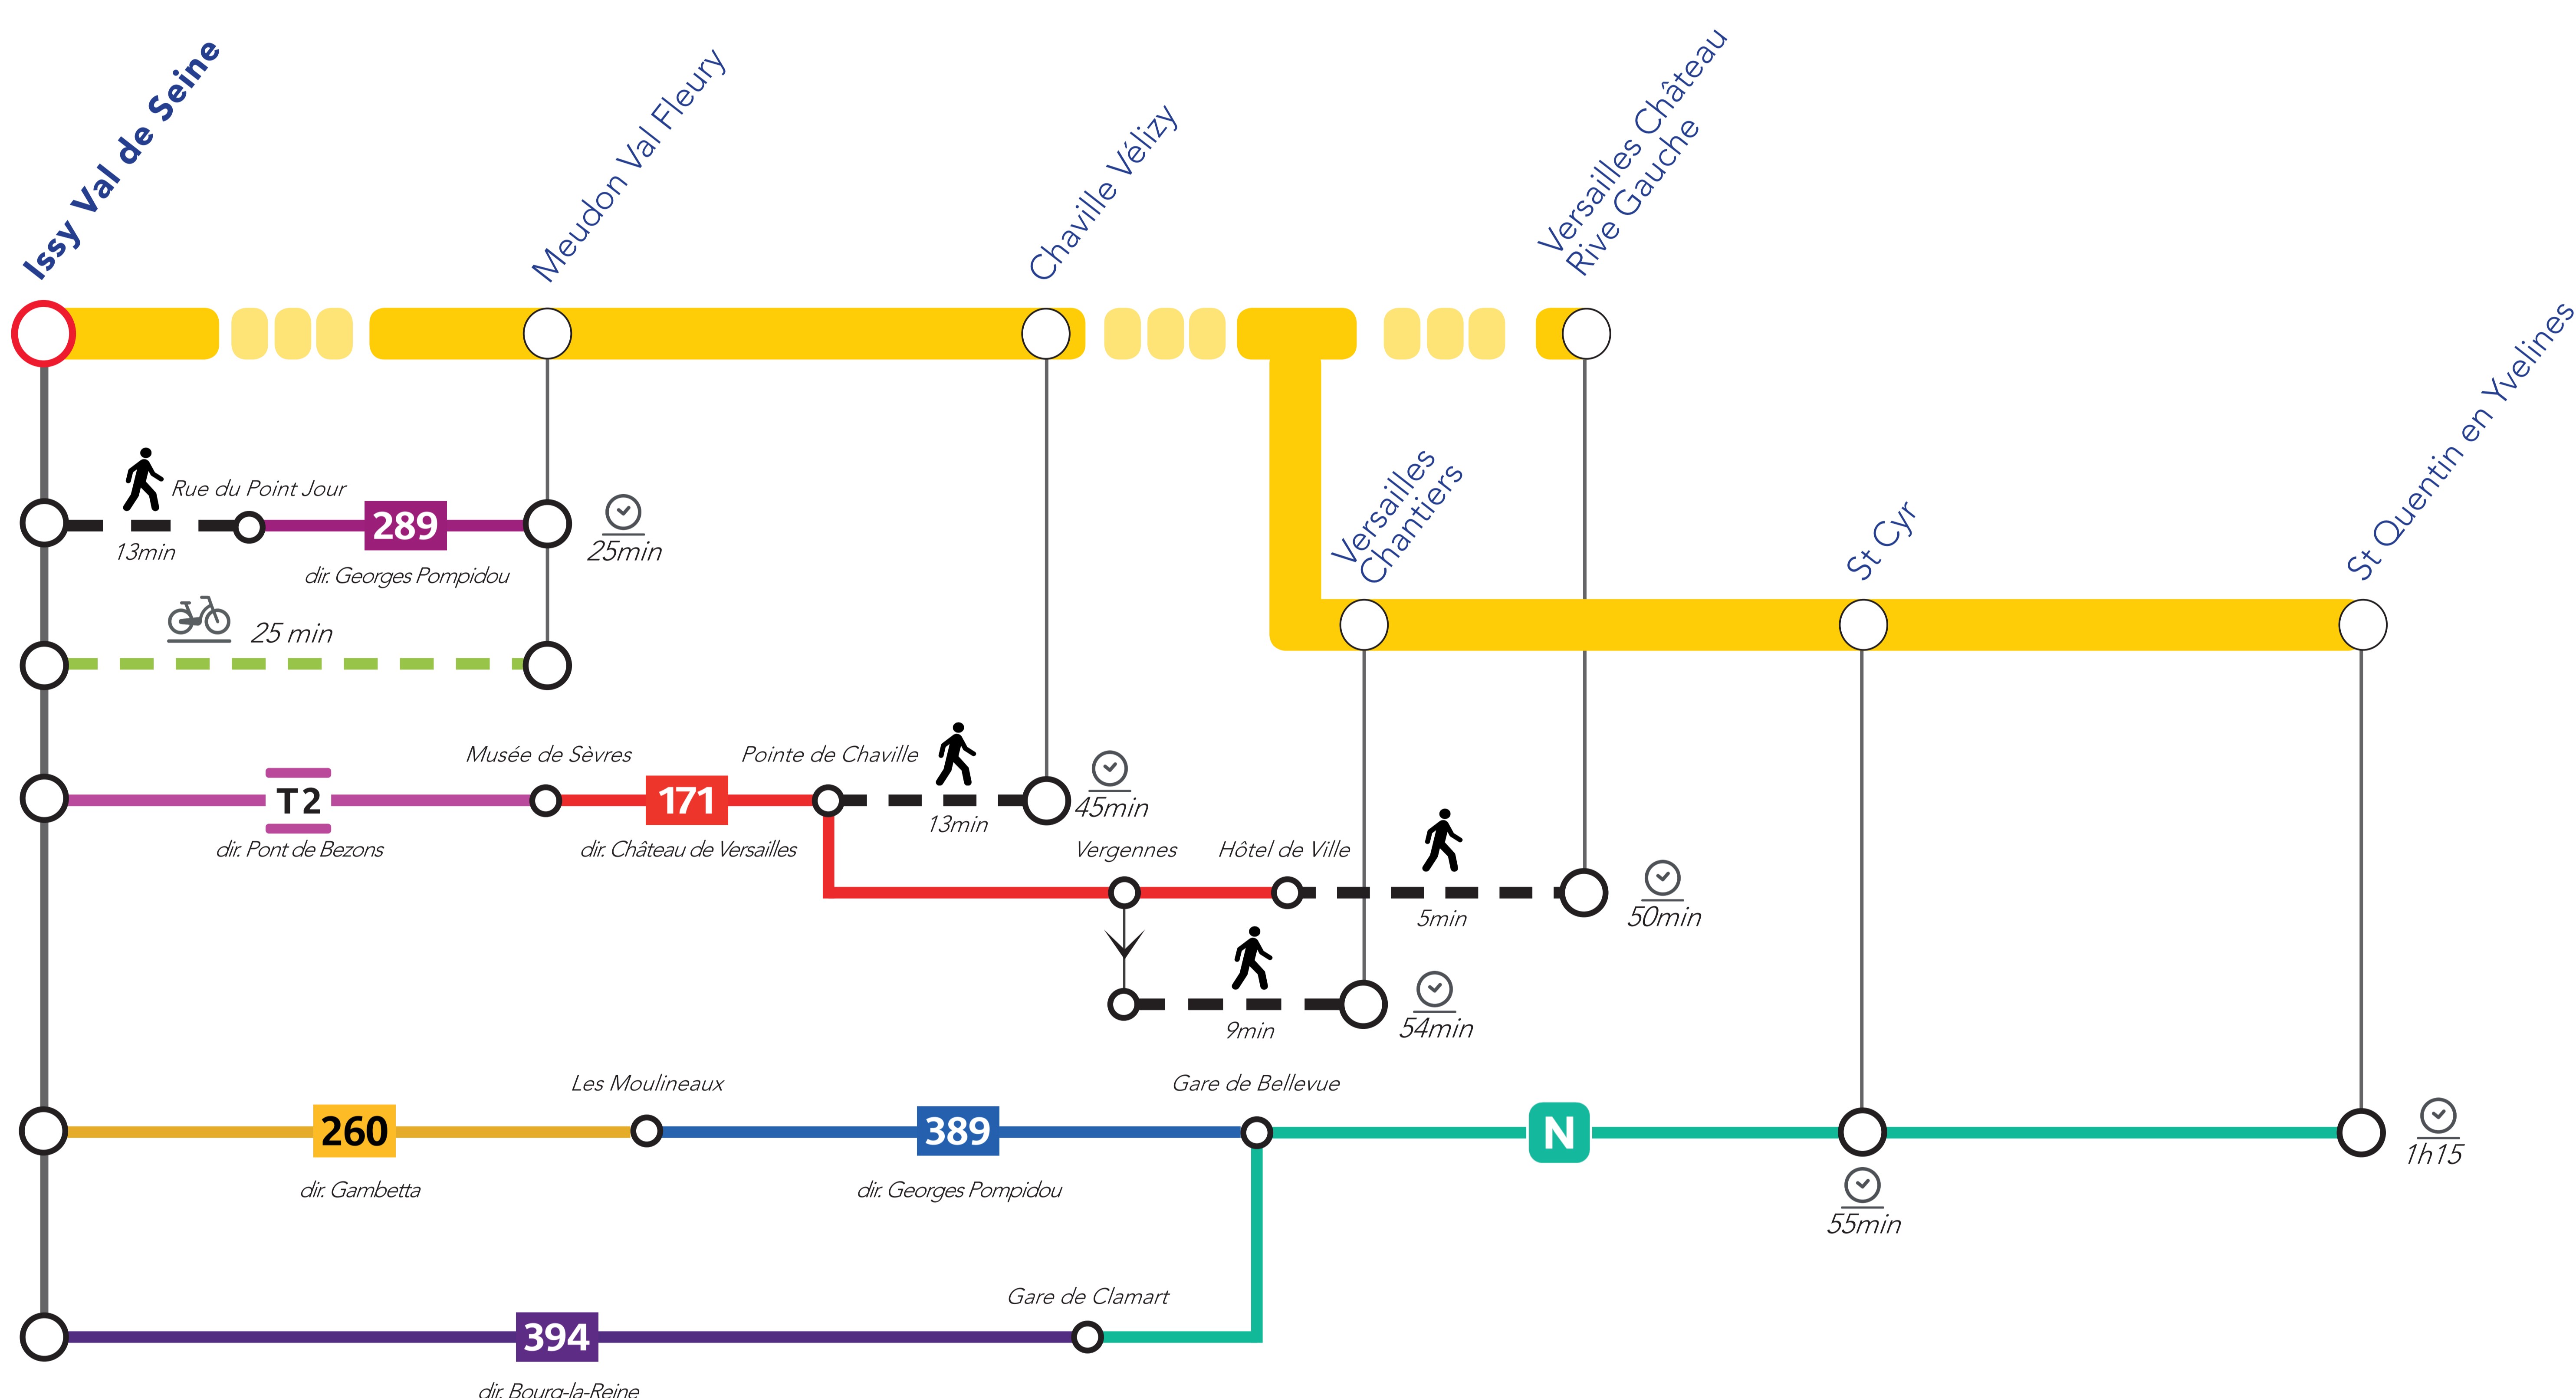 Issy Val de Seine
Meudon Val Fleury
Chaville Vélizy
Versailles Château
Rive Gauche
Versailles
Chantiers
St Cyr
St Quentin en Yvelines
Rue du Point Jour
289
13min
25min
dir. Georges Pompidou
25 min
Musée de Sèvres
Pointe de Chaville
T2
171
13min
45min
dir. Pont de Bezons
dir. Château de Versailles
Vergennes
Hôtel de Ville
5min
50min
9min
54min
Les Moulineaux
Gare de Bellevue
260
389
N
1h15
dir. Gambetta
dir. Georges Pompidou
55min
Gare de Clamart
394
dir. Bourg-la-Reine